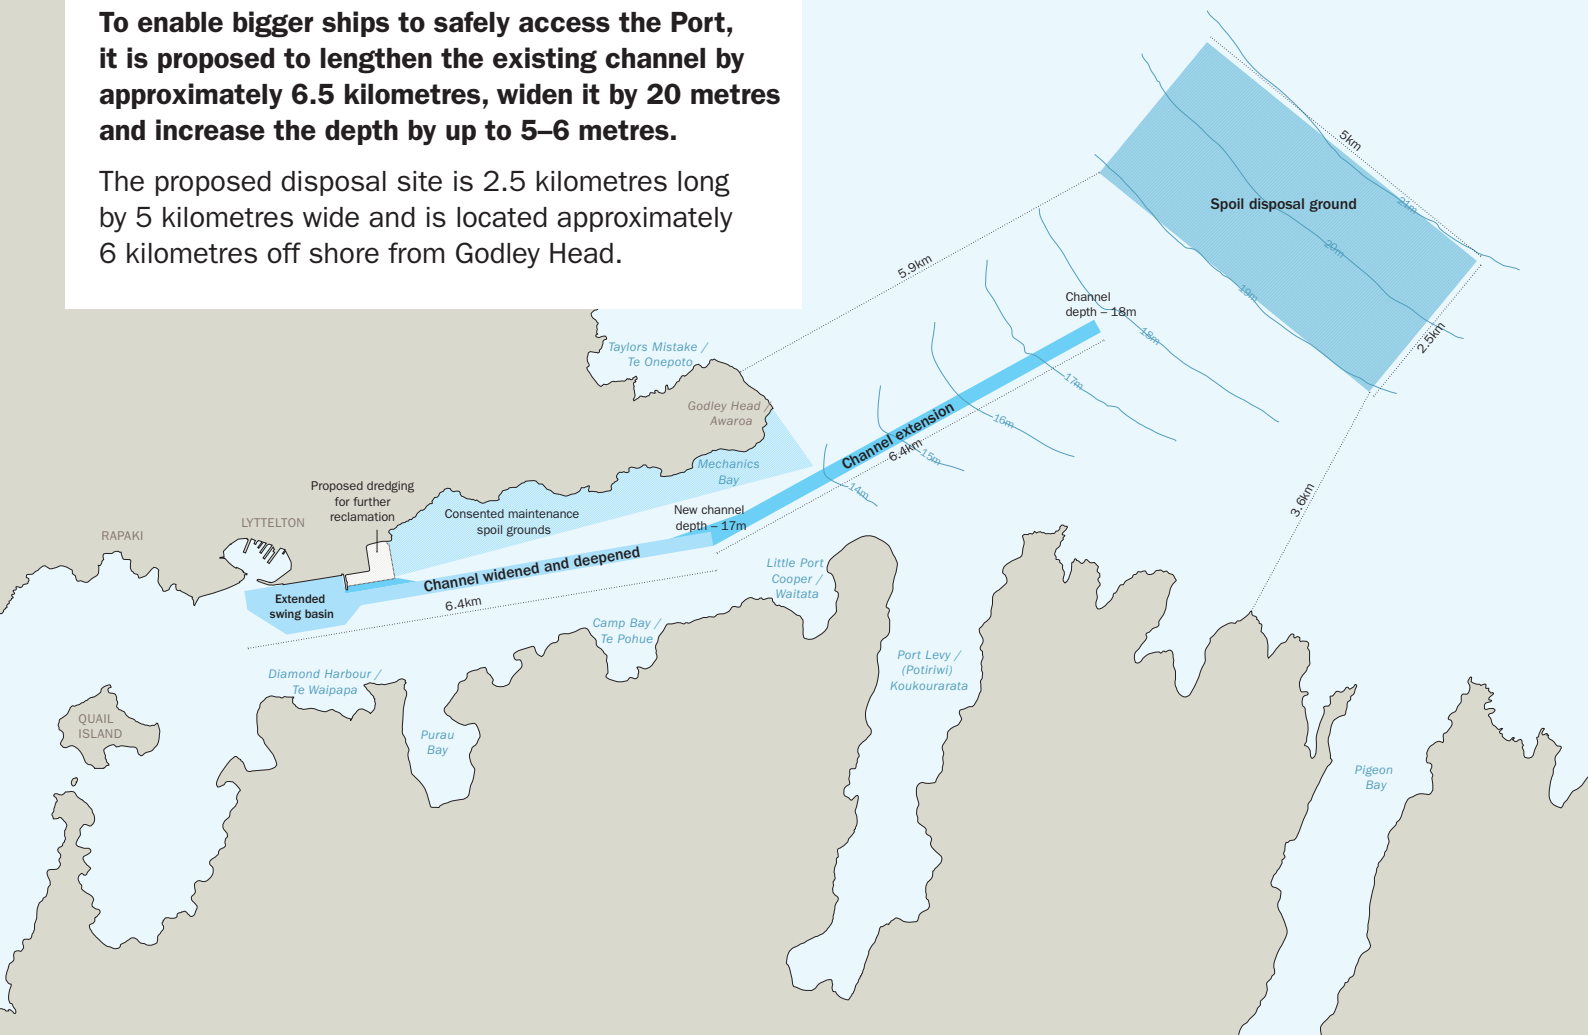 To enable bigger ships to safely access the Port,
it is proposed to lengthen the existing channel by
approximately 6.5 kilometres, widen it by 20 metres
and increase the depth by up to 5–6 metres.
The proposed disposal site is 2.5 kilometres long
by 5 kilometres wide and is located approximately
6 kilometres off shore from Godley Head.
5km
Spoil disposal ground
21m
20m
19m
5.9km
Channel
depth – 18m
18m
2.5km
Taylors Mistake /
Te Onepoto
17m
Godley Head /
Awaroa
16m
Channel extension
6.4km
15m
Mechanics
Bay
14m
3.6km
Proposed dredging
for further
reclamation
Consented maintenance
spoil grounds
New channel
depth – 17m
LYTTELTON
RAPAKI
Channel widened and deepened
6.4km
Extended
swing basin
Little Port
Cooper /
Waitata
Camp Bay /
Te Pohue
Port Levy /
(Potiriwi)
Koukourarata
Diamond Harbour /
Te Waipapa
QUAIL
ISLAND
Purau
Bay
Pigeon
Bay